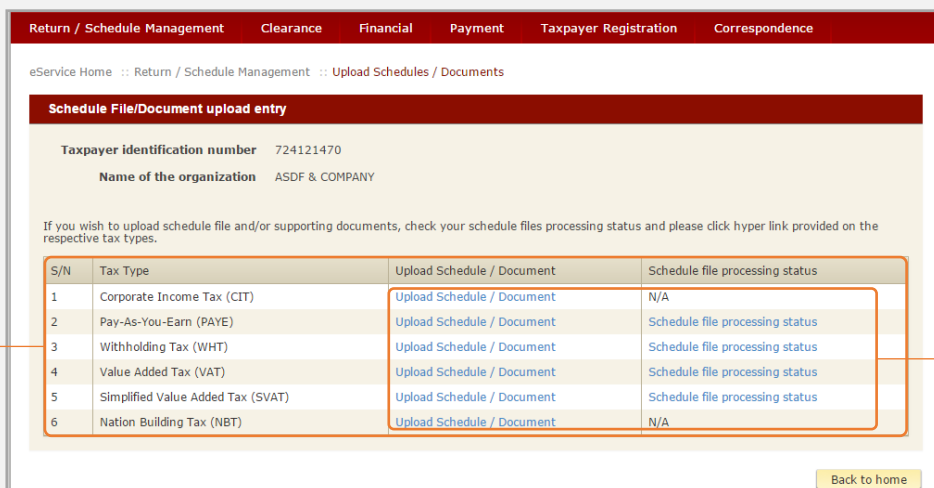 Return / Schedule Management Clearance Financial Payment Taxpayer Registration Correspondence
eService Home :: Return / Schedule Management :: Upload Schedules / Documents
Schedule File/Document upload entry
Taxpayer identification number 724121470
Name of the organization ASDF & COMPANY
If you wish to upload schedule file and/or supporting documents, check your schedule files processing status and please click hyper link provided on the
respective tax types.
S/N Tax Type Upload Schedule / Document Schedule file processing status
1 Corporate Income Tax (CIT) Upload Schedule / Document N/A
2 Pay-As-You-Earn (PAYE) Upload Schedule / Document Schedule file processing status
3 Withholding Tax (WHT) Upload Schedule / Document Schedule file processing status
4 Value Added Tax (VAT) Upload Schedule / Document Schedule file processing status
5 Simplified Value Added Tax (SVAT) Upload Schedule / Document Schedule file processing status
6 Nation Building Tax (NBT) Upload Schedule / Document N/A
Back to home